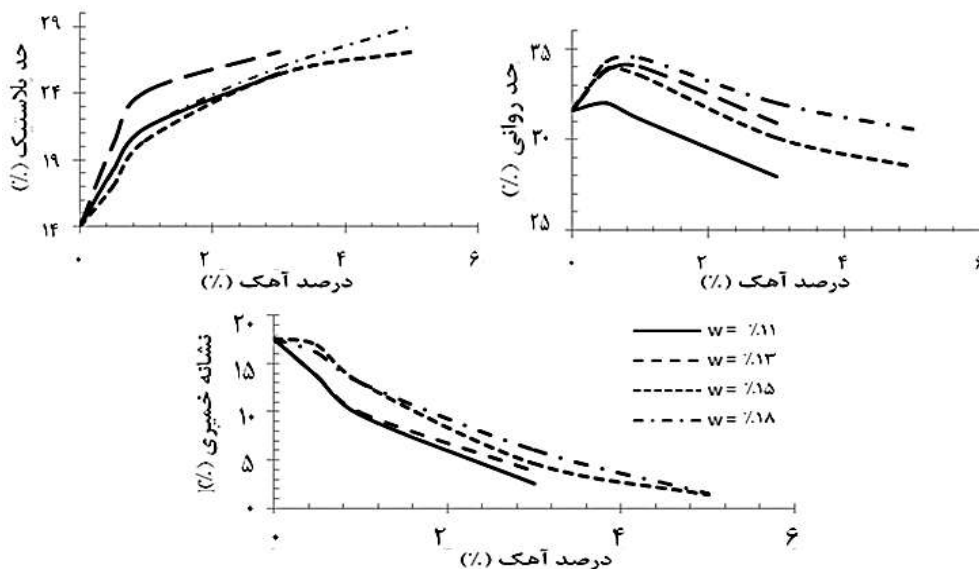 حد پلاستیک (%)
۲۹
۲۴
۱۹
۱۴
۰
۲
۴
۶
درصد آهک (%)
حد روانی (%)
۳۵
۳۰
۲۵
۰
۲
۴
۶
درصد آهک (%)
نشانه خمیری (%)
۲۰
۱۵
۱۰
۵
۰
۰
۲
۴
۶
درصد آهک (%)
w = ٪۱۱
w = ٪۱۳
w = ٪۱۵
w = ٪۱۸